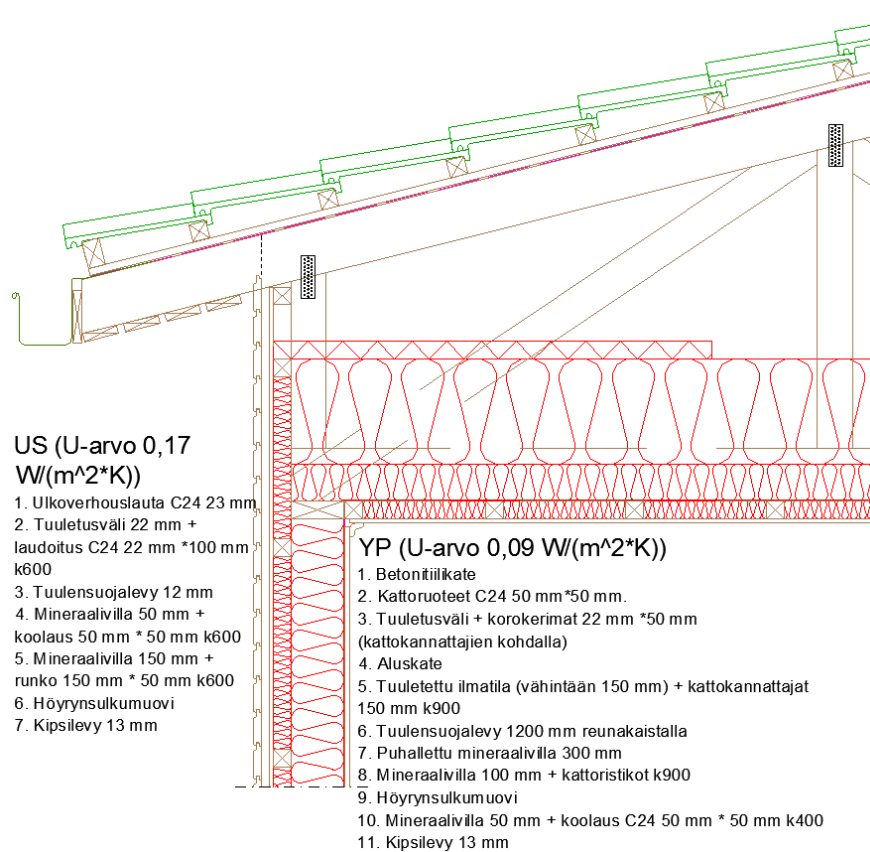 US (U-arvo 0,17
W/(m^2*K))
1. Ulkoverhouslauta C24 23 mm
2. Tuuletusväli 22 mm +
laudoitus C24 22 mm *100 mm
k600
3. Tuulensuojalevy 12 mm
4. Mineraalivilla 50 mm +
koolaus 50 mm * 50 mm k600
5. Mineraalivilla 150 mm +
runko 150 mm * 50 mm k600
6. Höyrynsulkumuovi
7. Kipsilevy 13 mm
YP (U-arvo 0,09 W/(m^2*K))
1. Betonitiilikate
2. Kattoruoteet C24 50 mm*50 mm.
3. Tuuletusväli + korokerimat 22 mm *50 mm
(kattokannattajien kohdalla)
4. Aluskate
5. Tuuletettu ilmatila (vähintään 150 mm) + kattokannattajat
150 mm k900
6. Tuulensuojalevy 1200 mm reunakaistalla
7. Puhallettu mineraalivilla 300 mm
8. Mineraalivilla 100 mm + kattoristikot k900
9. Höyrynsulkumuovi
10. Mineraalivilla 50 mm + koolaus C24 50 mm * 50 mm k400
11. Kipsilevy 13 mm